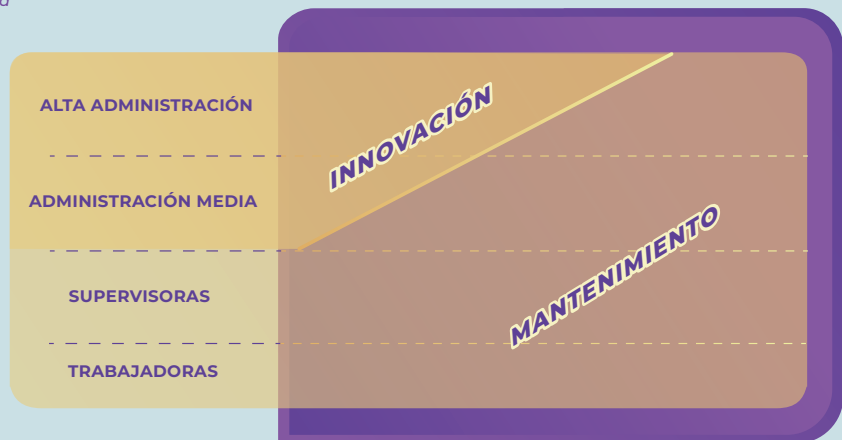 ALTA ADMINISTRACIÓN
INNOVACIÓN
ADMINISTRACIÓN MEDIA
MANTENIMIENTO
SUPERVISORAS
TRABAJADORAS